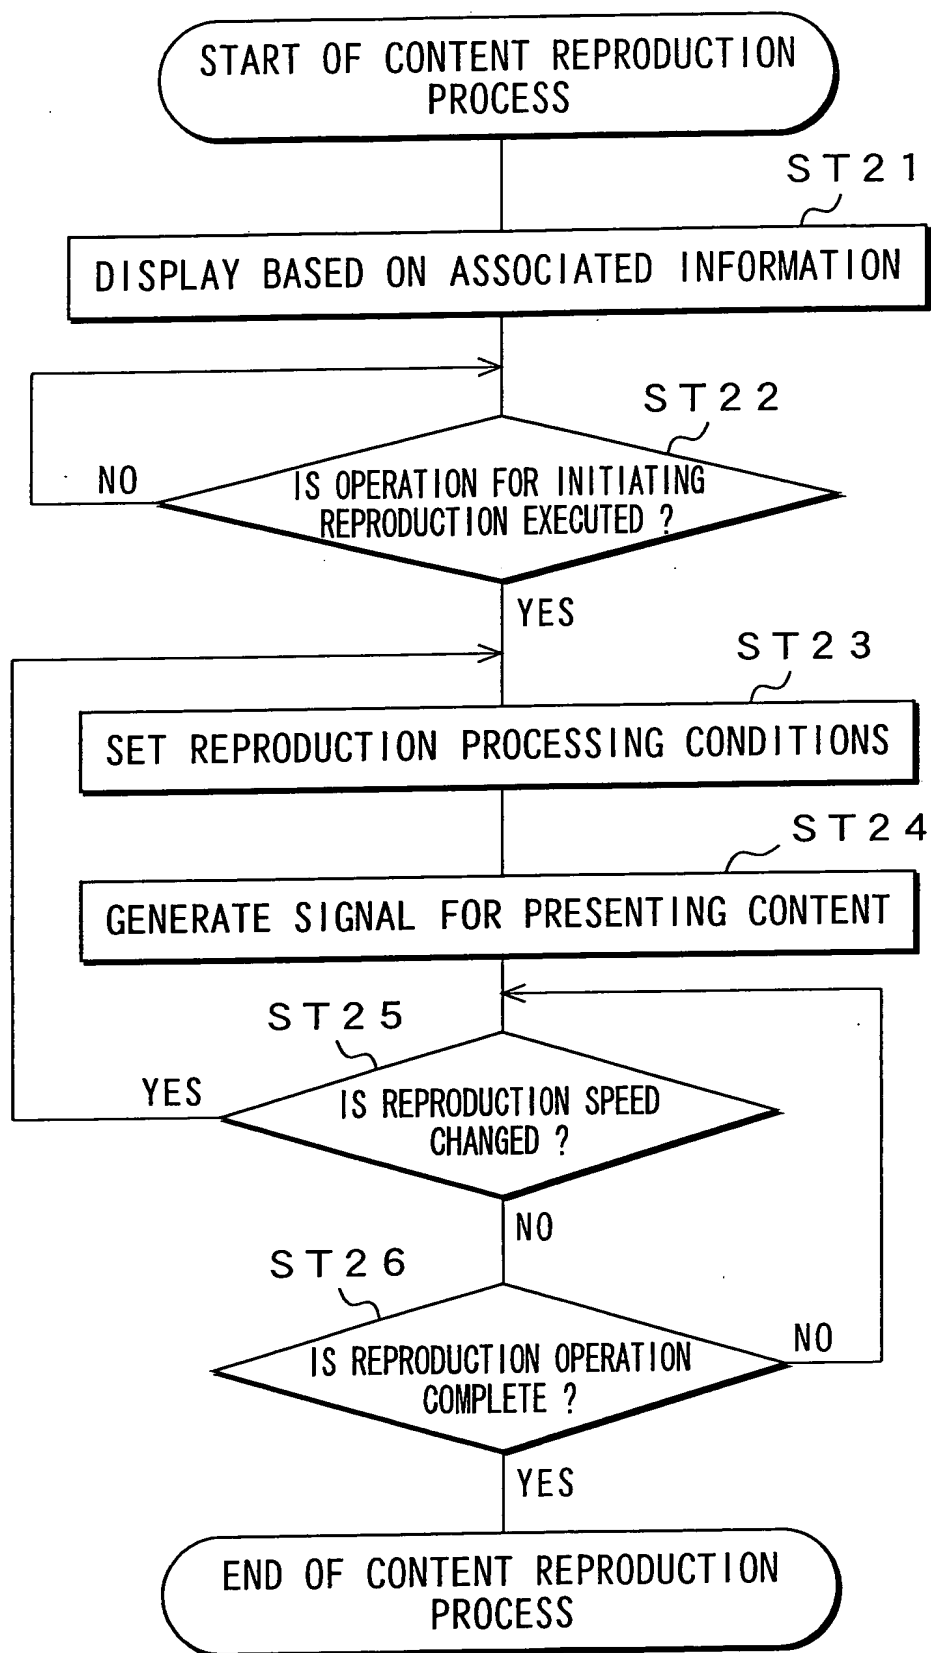 START OF CONTENT REPRODUCTION
PROCESS
ST21
DISPLAY BASED ON ASSOCIATED INFORMATION
ST22
NO
IS OPERATION FOR INITIATING
REPRODUCTION EXECUTED ?
YES
ST23
SET REPRODUCTION PROCESSING CONDITIONS
ST24
GENERATE SIGNAL FOR PRESENTING CONTENT
ST25
YES
IS REPRODUCTION SPEED
CHANGED ?
NO
ST26
NO
IS REPRODUCTION OPERATION
COMPLETE ?
YES
END OF CONTENT REPRODUCTION
PROCESS